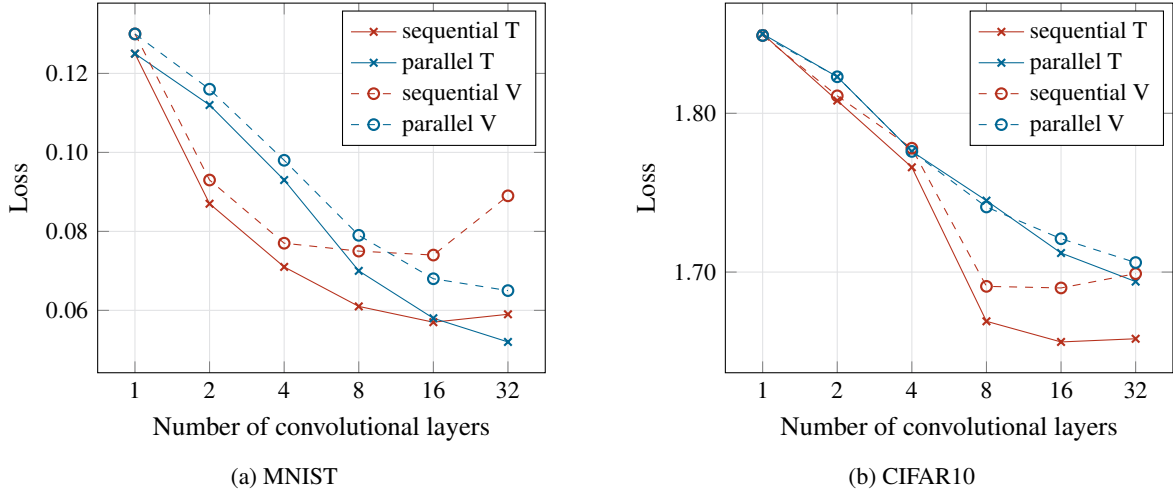 sequential T
parallel T
sequential V
parallel V
0.12
0.10
0.08
0.06
Loss
1 2 4 8 16 32
Number of convolutional layers
(a) MNIST
sequential T
parallel T
sequential V
parallel V
1.80
1.70
Loss
1 2 4 8 16 32
Number of convolutional layers
(b) CIFAR10